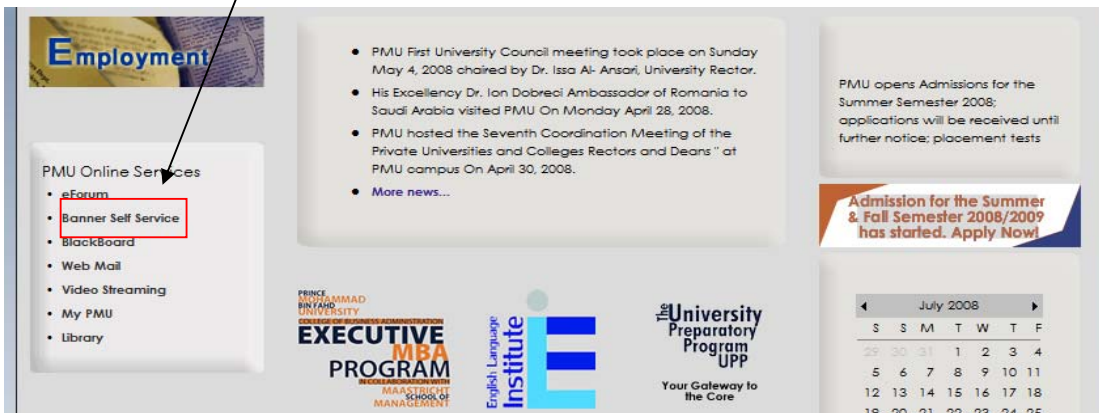 Employment
PMU Online Services
• eForum
• Banner Self Service
• BlackBoard
• Web Mail
• Video Streaming
• My PMU
• Library
• PMU First University Council meeting took place on Sunday
May 4, 2008 chaired by Dr. Issa Al- Ansari, University Rector.
• His Excellency Dr. Ion Dobreci Ambassador of Romania to
Saudi Arabia visited PMU On Monday April 28, 2008.
• PMU hosted the Seventh Coordination Meeting of the
Private Universities and Colleges Rectors and Deans " at
PMU campus On April 30, 2008.
• More news...
PRINCE
MOHAMMAD
BIN FAHD
UNIVERSITY
COLLEGE OF BUSINESS ADMINISTRATION
EXECUTIVE
MBA
PROGRAM
IN COLLABORATION WITH
MAASTRICHT
SCHOOL OF
MANAGEMENT
English Language
Institute
The University
Preparatory
Program
UPP
Your Gateway to
the Core
PMU opens Admissions for the
Summer Semester 2008;
applications will be received until
further notice; placement tests
Admission for the Summer
& Fall Semester 2008/2009
has started. Apply Now!
July 2008
S S M T W T F
29 30 31 1 2 3 4
5 6 7 8 9 10 11
12 13 14 15 16 17 18
19 20 21 22 23 24 25